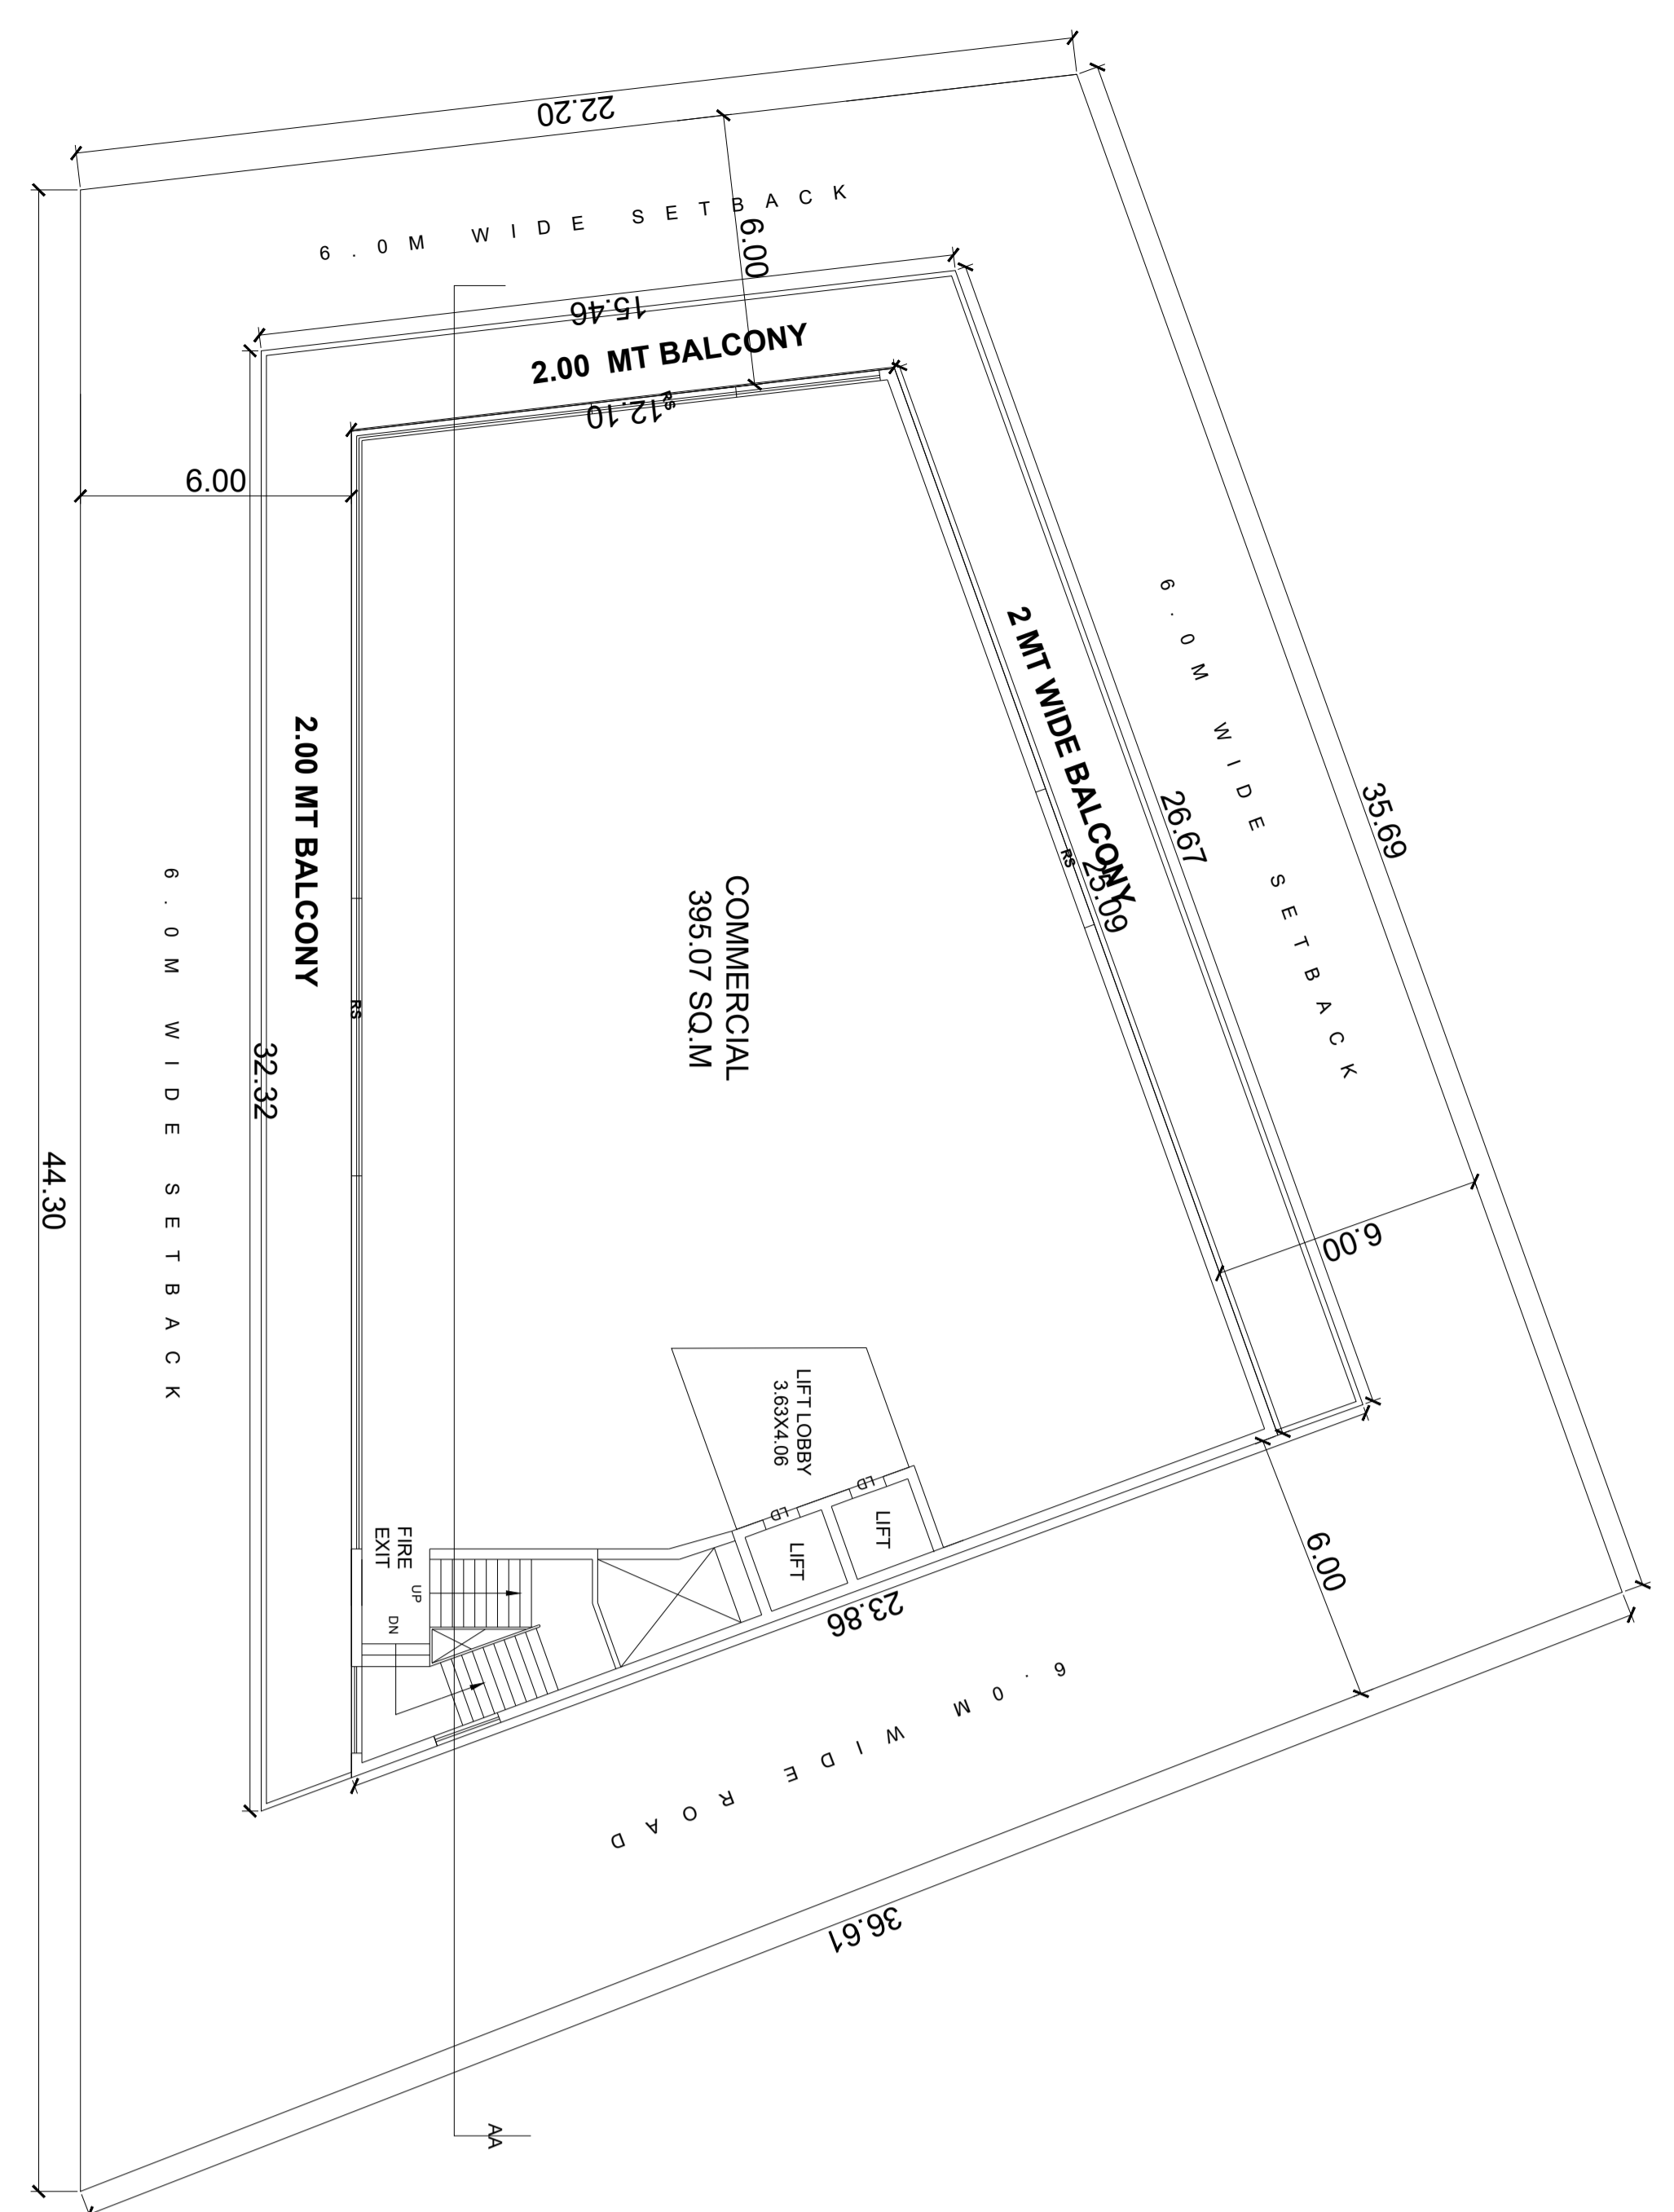 22.20
6.0M WIDE SETBACK
6.00
15.46
2.00 MT BALCONY
12.10
RS
6.00
2.00 MT BALCONY
RS
32.32
6.0M WIDE SETBACK
44.30
2 MT WIDE BALCONY
RS
25.09
26.67
6.0M WIDE SETBACK
35.69
6.00
COMMERCIAL
395.07 SQ.M
LIFT LOBBY
3.63X4.06
LD
LD
LIFT
LIFT
FIRE
EXIT
UP
DN
23.86
6.00
6.0M WIDE ROAD
36.61
AA